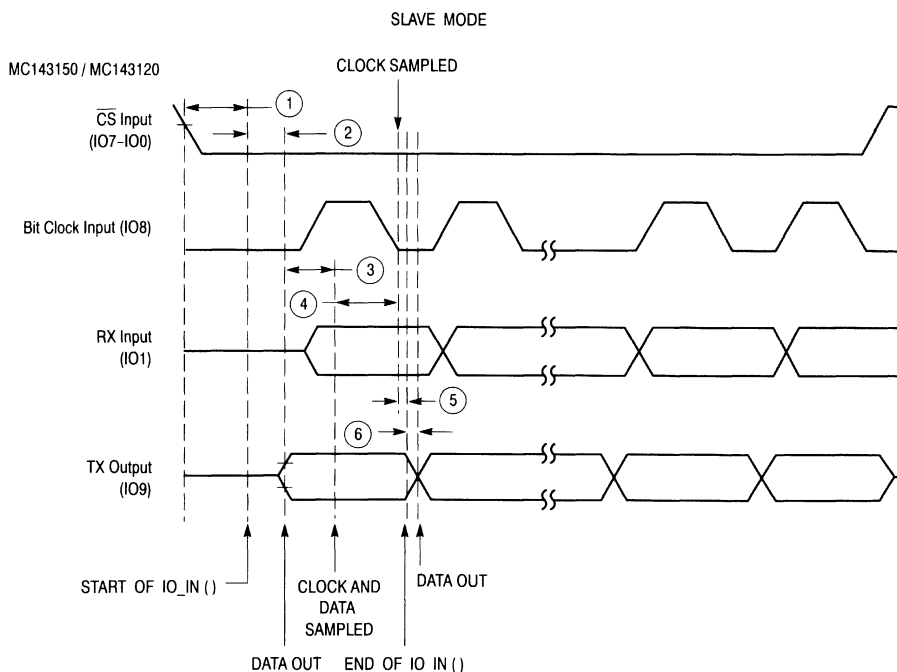 SLAVE MODE
MC143150 / MC143120
CLOCK SAMPLED
1
CS Input
(IO7–IO0)
2
Bit Clock Input (IO8)
3
4
RX Input
(IO1)
5
6
TX Output
(IO9)
START OF IO_IN ( )
CLOCK AND
DATA
SAMPLED
DATA OUT
DATA OUT
END OF IO IN ( )